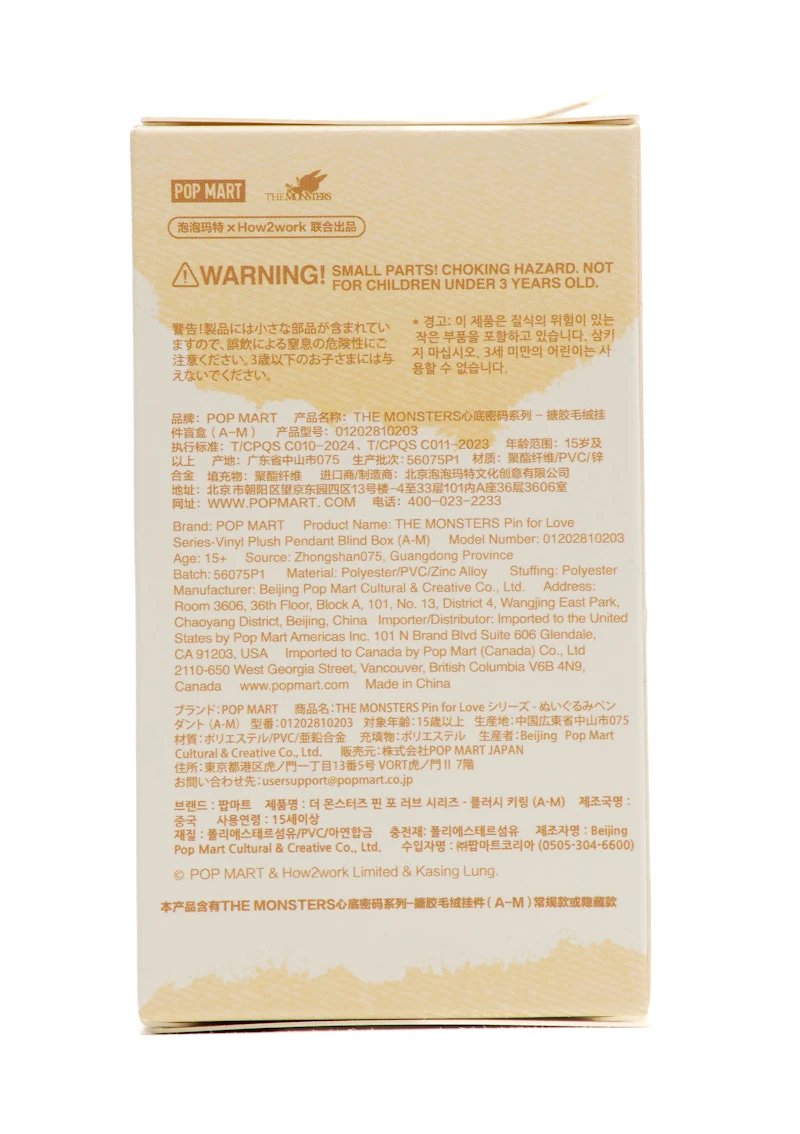 POP MART THE MONSTERS
泡泡玛特×How2work 联合出品
WARNING! SMALL PARTS! CHOKING HAZARD. NOT
FOR CHILDREN UNDER 3 YEARS OLD.
警告!製品には小さな部品が含まれてい
ますので、誤飲による窒息の危険性にご
注意ください。3歳以下のお子さまには与
えないでください。
* 경고: 이 제품은 질식의 위험이 있는
작은 부품을 포함하고 있습니다. 삼키
지 마십시오. 3세 미만의 어린이는 사
용할 수 없습니다.
品牌: POP MART 产品名称: THE MONSTERS心底密码系列 – 搪胶毛绒挂
件盲盒 ( A–M ) 产品型号: 01202810203
执行标准: T/CPQS C010–2024、T/CPQS C011–2023 年龄范围: 15岁及
以上 产地: 广东省中山市075 生产批次: 56075P1 材质: 聚酯纤维/PVC/锌
合金 填充物: 聚酯纤维 进口商/制造商: 北京泡泡玛特文化创意有限公司
地址: 北京市朝阳区望京东园四区13号楼-4至33层101内A座36层3606室
网址: WWW.POPMART. COM 电话: 400-023-2233
Brand: POP MART Product Name: THE MONSTERS Pin for Love
Series-Vinyl Plush Pendant Blind Box (A-M) Model Number: 01202810203
Age: 15+ Source: Zhongshan075, Guangdong Province
Batch: 56075P1 Material: Polyester/PVC/Zinc Alloy Stuffing: Polyester
Manufacturer: Beijing Pop Mart Cultural & Creative Co., Ltd. Address:
Room 3606, 36th Floor, Block A, 101, No. 13, District 4, Wangjing East Park,
Chaoyang District, Beijing, China Importer/Distributor: Imported to the United
States by Pop Mart Americas Inc. 101 N Brand Blvd Suite 606 Glendale,
CA 91203, USA Imported to Canada by Pop Mart (Canada) Co., Ltd
2110-650 West Georgia Street, Vancouver, British Columbia V6B 4N9,
Canada www.popmart.com Made in China
ブランド:POP MART 商品名:THE MONSTERS Pin for Love シリーズ - ぬいぐるみペン
ダント (A-M) 型番:01202810203 対象年齢:15歳以上 生産地:中国広東省中山市075
材質:ポリエステル/PVC/亜鉛合金 充填物:ポリエステル 生産者:Beijing Pop Mart
Cultural & Creative Co., Ltd. 販売元:株式会社POP MART JAPAN
住所:東京都港区虎ノ門一丁目13番5号 VORT虎ノ門Ⅱ 7階
お問い合わせ先:usersupport@popmart.co.jp
브랜드 : 팝마트 제품명 : 더 몬스터즈 핀 포 러브 시리즈 - 플러시 키링 (A-M) 제조국명 :
중국 사용연령 : 15세이상
재질 : 폴리에스테르섬유/PVC/아연합금 충전재: 폴리에스테르섬유 제조자명 : Beijing
Pop Mart Cultural & Creative Co., Ltd. 수입자명 : ㈜팝마트코리아 (0505-304-6600)
© POP MART & How2work Limited & Kasing Lung.
本产品含有THE MONSTERS心底密码系列–搪胶毛绒挂件 ( A–M ) 常规款或隐藏款